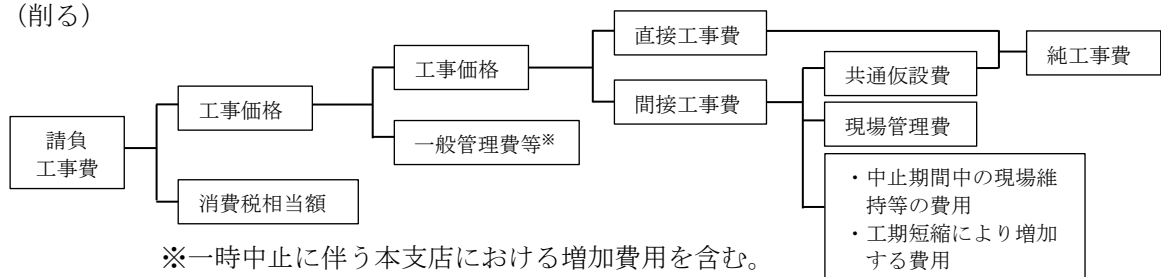 （削る）
請負
工事費
工事価格
消費税相当額
工事価格
一般管理費等※
直接工事費
間接工事費
共通仮設費
現場管理費
・中止期間中の現場維
持等の費用
・工期短縮により増加
する費用
純工事費
※一時中止に伴う本支店における増加費用を含む。